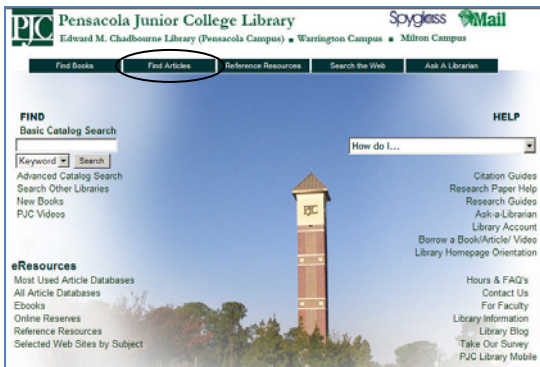 PJC Pensacola Junior College Library
Spyglass Mail
Edward M. Chadbourne Library (Pensacola Campus) ■ Warrington Campus ■ Milton Campus
Find Books Find Articles Reference Resources Search the Web Ask A Librarian
FIND
Basic Catalog Search
Keyword Search
Advanced Catalog Search
Search Other Libraries
New Books
PJC Videos
HELP
How do I...
Citation Guides
Research Paper Help
Research Guides
Ask-a-Librarian
Library Account
Borrow a Book/Article/ Video
Library Homepage Orientation
PJC
eResources
Most Used Article Databases
All Article Databases
Ebooks
Online Reserves
Reference Resources
Selected Web Sites by Subject
Hours & FAQ's
Contact Us
For Faculty
Library Information
Library Blog
Take Our Survey
PJC Library Mobile